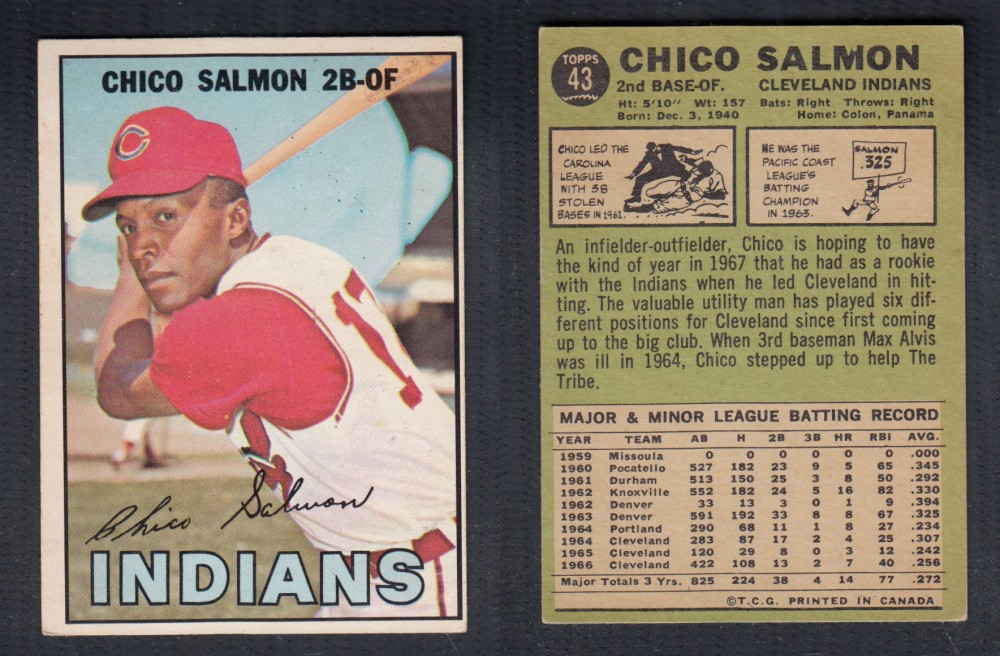 CHICO SALMON 2B-OF
C
Chico Salmon
INDIANS
TOPPS
43
CHICO SALMON
2nd BASE-OF. CLEVELAND INDIANS
Ht: 5'10" Wt: 157 Bats: Right Throws: Right
Born: Dec. 3, 1940 Home: Colon, Panama
CHICO LED THE
CAROLINA
LEAGUE
WITH 38
STOLEN
BASES IN 1961.
HE WAS THE
PACIFIC COAST
LEAGUE'S
BATTING
CHAMPION
IN 1963.
SALMON
325
An infielder-outfielder, Chico is hoping to have
the kind of year in 1967 that he had as a rookie
with the Indians when he led Cleveland in hit-
ting. The valuable utility man has played six dif-
ferent positions for Cleveland since first coming
up to the big club. When 3rd baseman Max Alvis
was ill in 1964, Chico stepped up to help The
Tribe.
MAJOR & MINOR LEAGUE BATTING RECORD
YEAR TEAM AB H 2B 3B HR RBI AVG.
1959 Missoula 0 0 0 0 0 0 .000
1960 Pocatello 527 182 23 9 5 65 .345
1961 Durham 513 150 25 3 8 50 .292
1962 Knoxville 552 182 24 5 16 82 .330
1962 Denver 33 13 3 0 1 9 .394
1963 Denver 591 192 33 8 8 67 .325
1964 Portland 290 68 11 1 8 27 .234
1964 Cleveland 283 87 17 2 4 25 .307
1965 Cleveland 120 29 8 0 3 12 .242
1966 Cleveland 422 108 13 2 7 40 .256
Major Totals 3 Yrs. 825 224 38 4 14 77 .272
©T.C.G. PRINTED IN CANADA